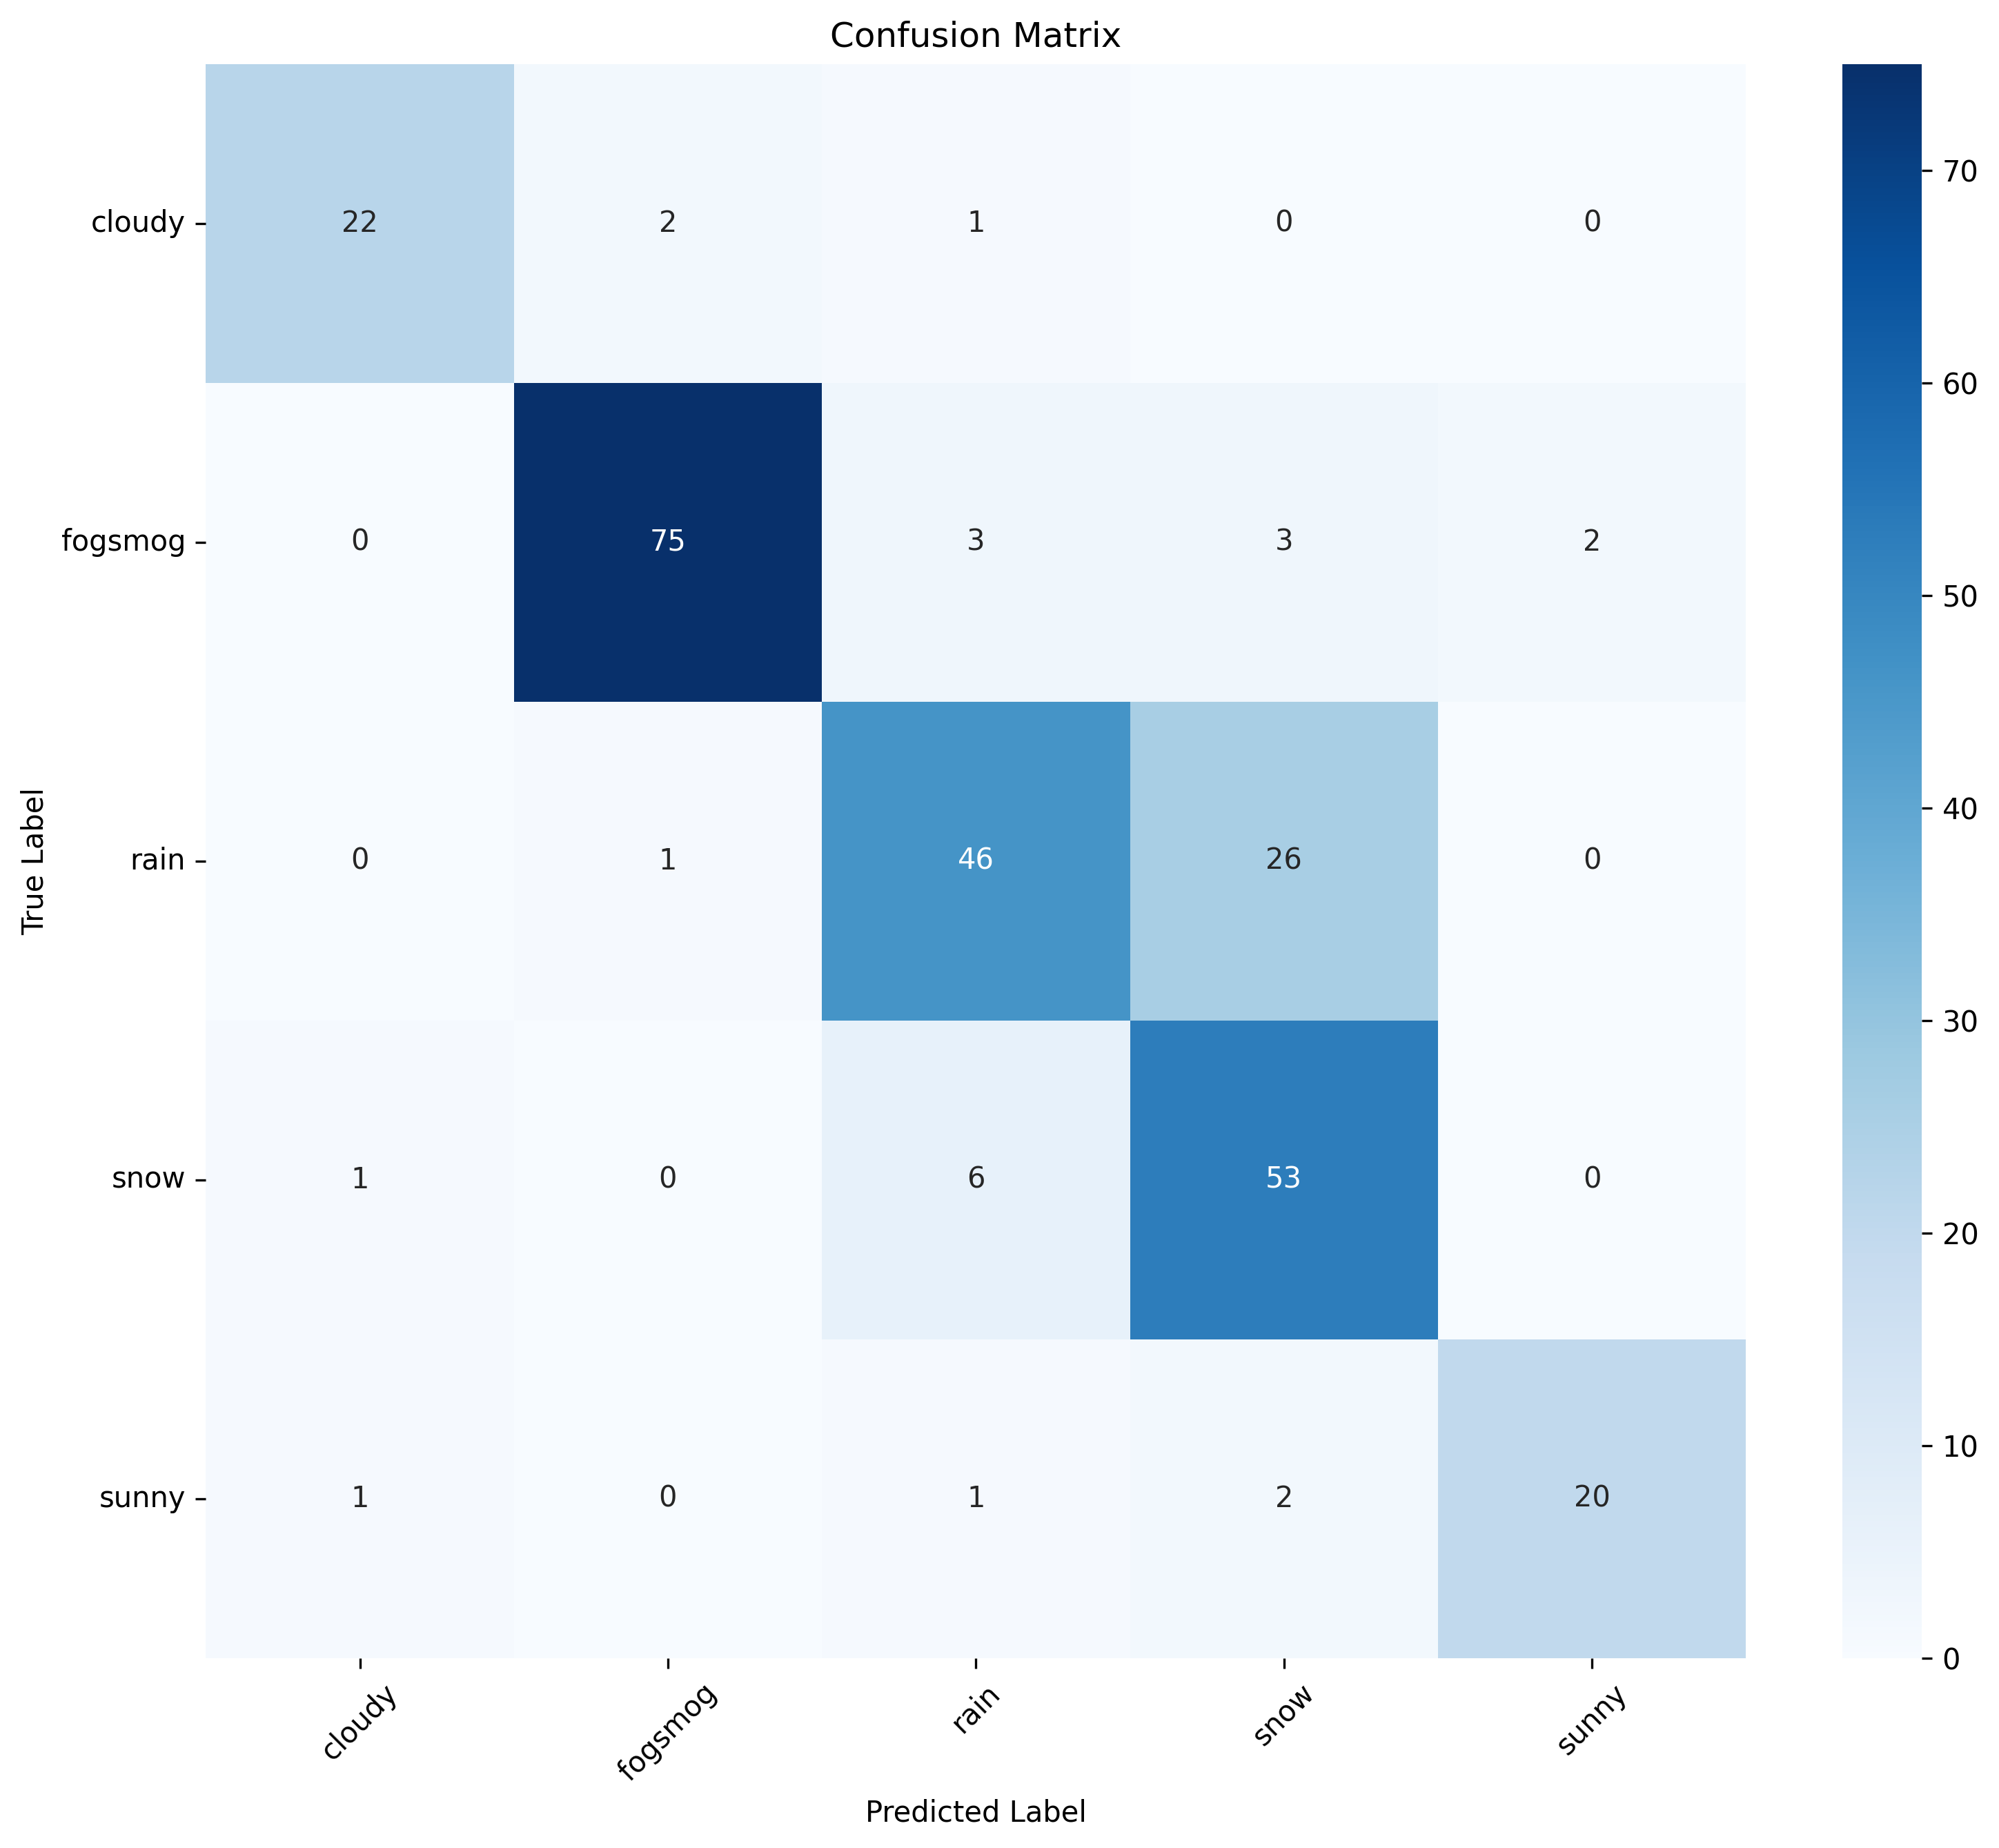 Confusion Matrix
True Label
cloudy 22 2 1 0 0
fogsmog 0 75 3 3 2
rain 0 1 46 26 0
snow 1 0 6 53 0
sunny 1 0 1 2 20
cloudy fogsmog rain snow sunny
Predicted Label
70
60
50
40
30
20
10
0